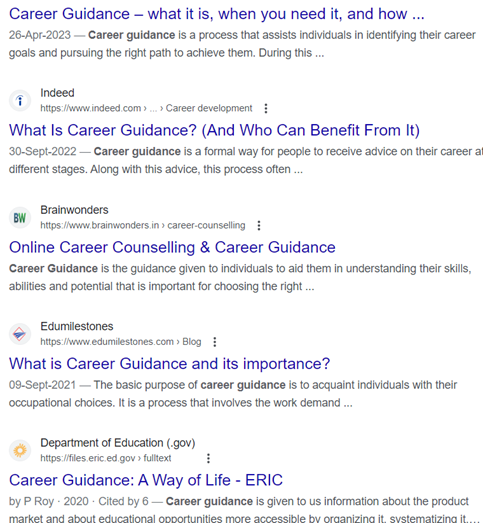 Career Guidance – what it is, when you need it, and how ...
26-Apr-2023 — Career guidance is a process that assists individuals in identifying their career
goals and pursuing the right path to achieve them. During this ...
Indeed
https://www.indeed.com › ... › Career development
What Is Career Guidance? (And Who Can Benefit From It)
30-Sept-2022 — Career guidance is a formal way for people to receive advice on their career at
different stages. Along with this advice, this process often ...
BW
Brainwonders
https://www.brainwonders.in › career-counselling
Online Career Counselling & Career Guidance
Career Guidance is the guidance given to individuals to aid them in understanding their skills,
abilities and potential that is important for choosing the right ...
Edumilestones
https://www.edumilestones.com › Blog
What is Career Guidance and its importance?
09-Sept-2021 — The basic purpose of career guidance is to acquaint individuals with their
occupational choices. It is a process that involves the work demand ...
Department of Education (.gov)
https://files.eric.ed.gov › fulltext
Career Guidance: A Way of Life - ERIC
by P Roy · 2020 · Cited by 6 — Career guidance is given to us information about the product
market and about educational opportunities more accessible by organizing it, systematizing it,...